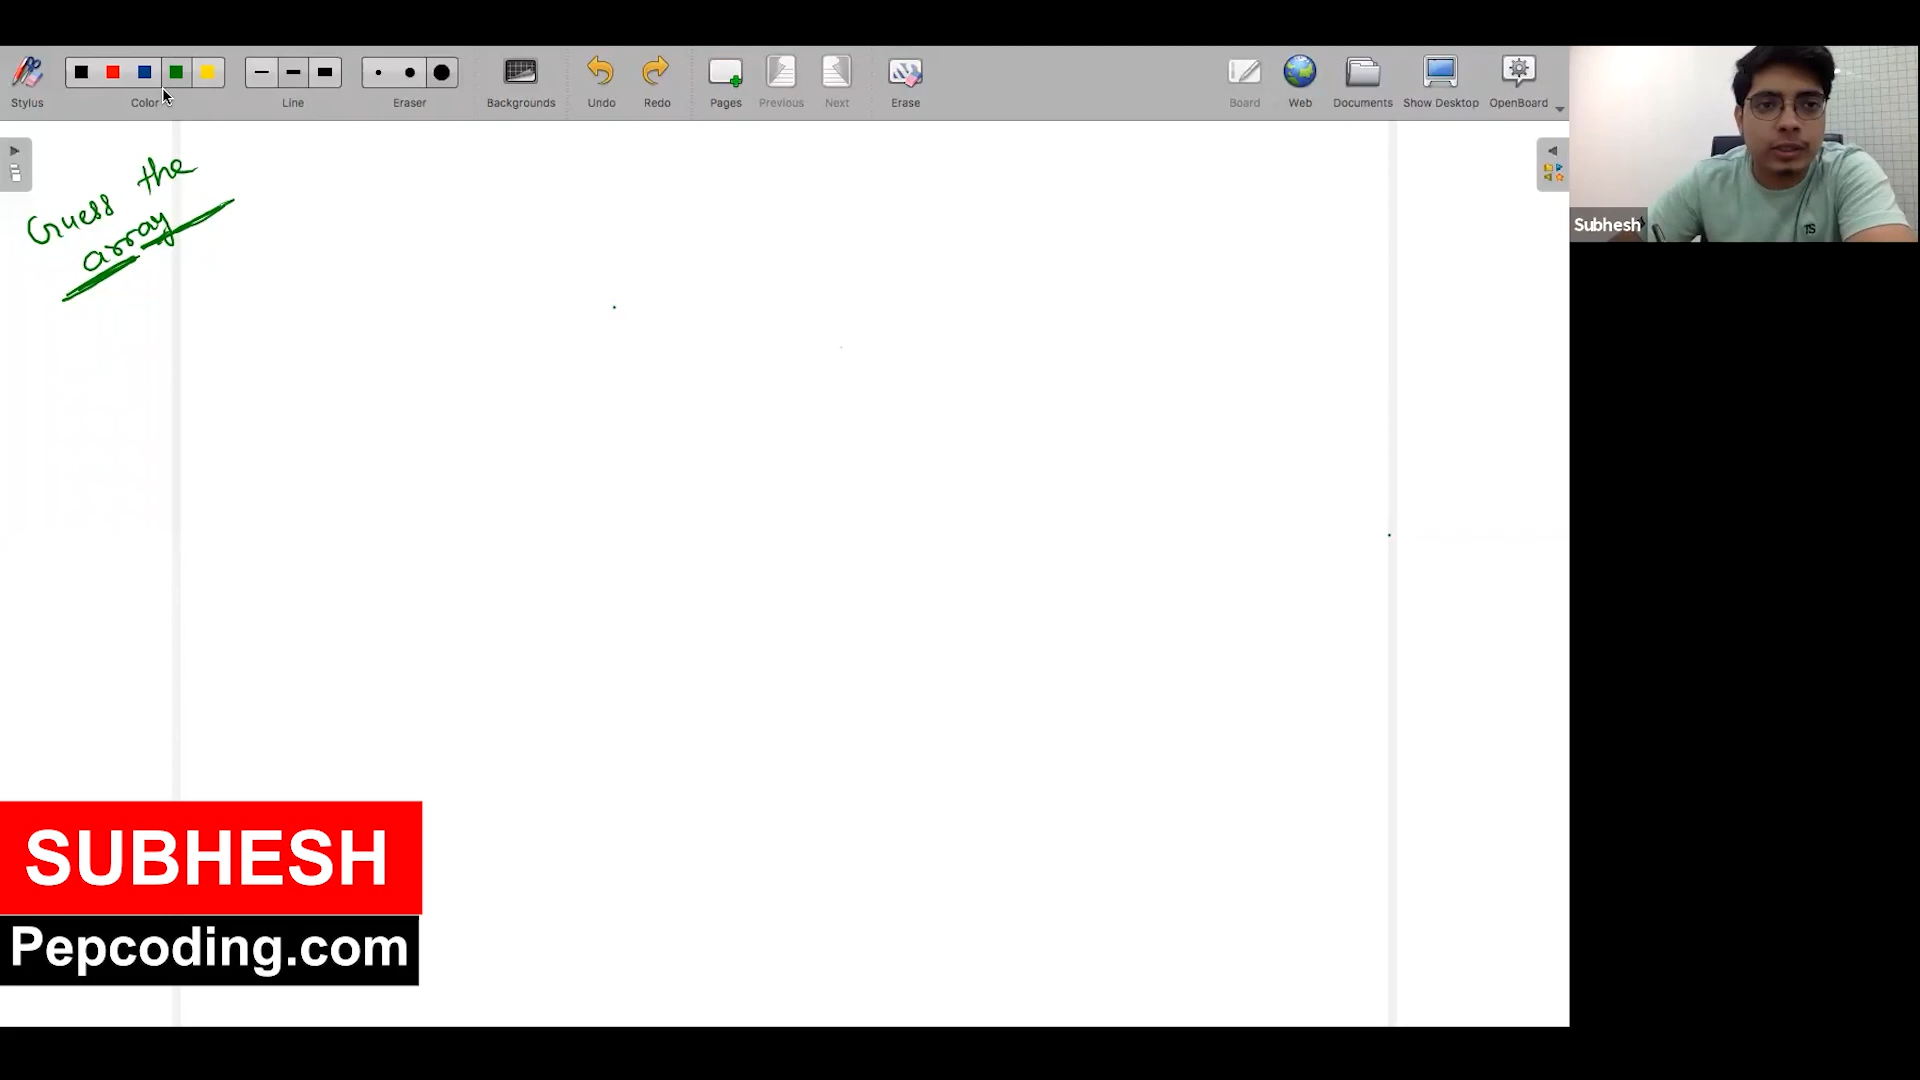 Stylus
Color
Line
Eraser
Backgrounds
Undo
Redo
Pages
Previous
Next
Erase
Board
Web
Documents
Show Desktop
OpenBoard
Guess the
array
Subhesh
TS
SUBHESH
Pepcoding.com